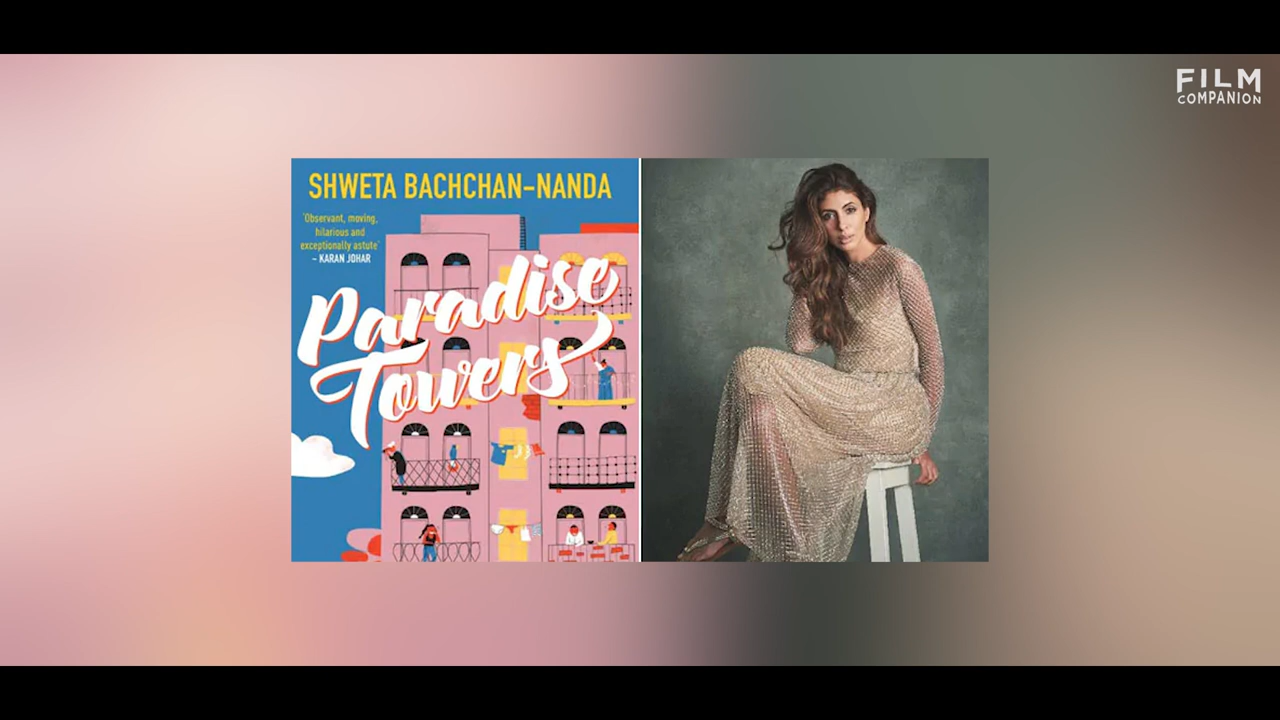 FILM
COMPANION
SHWETA BACHCHAN-NANDA
'Observant, moving,
hilarious and
exceptionally astute'
– KARAN JOHAR
Paradise
Towers